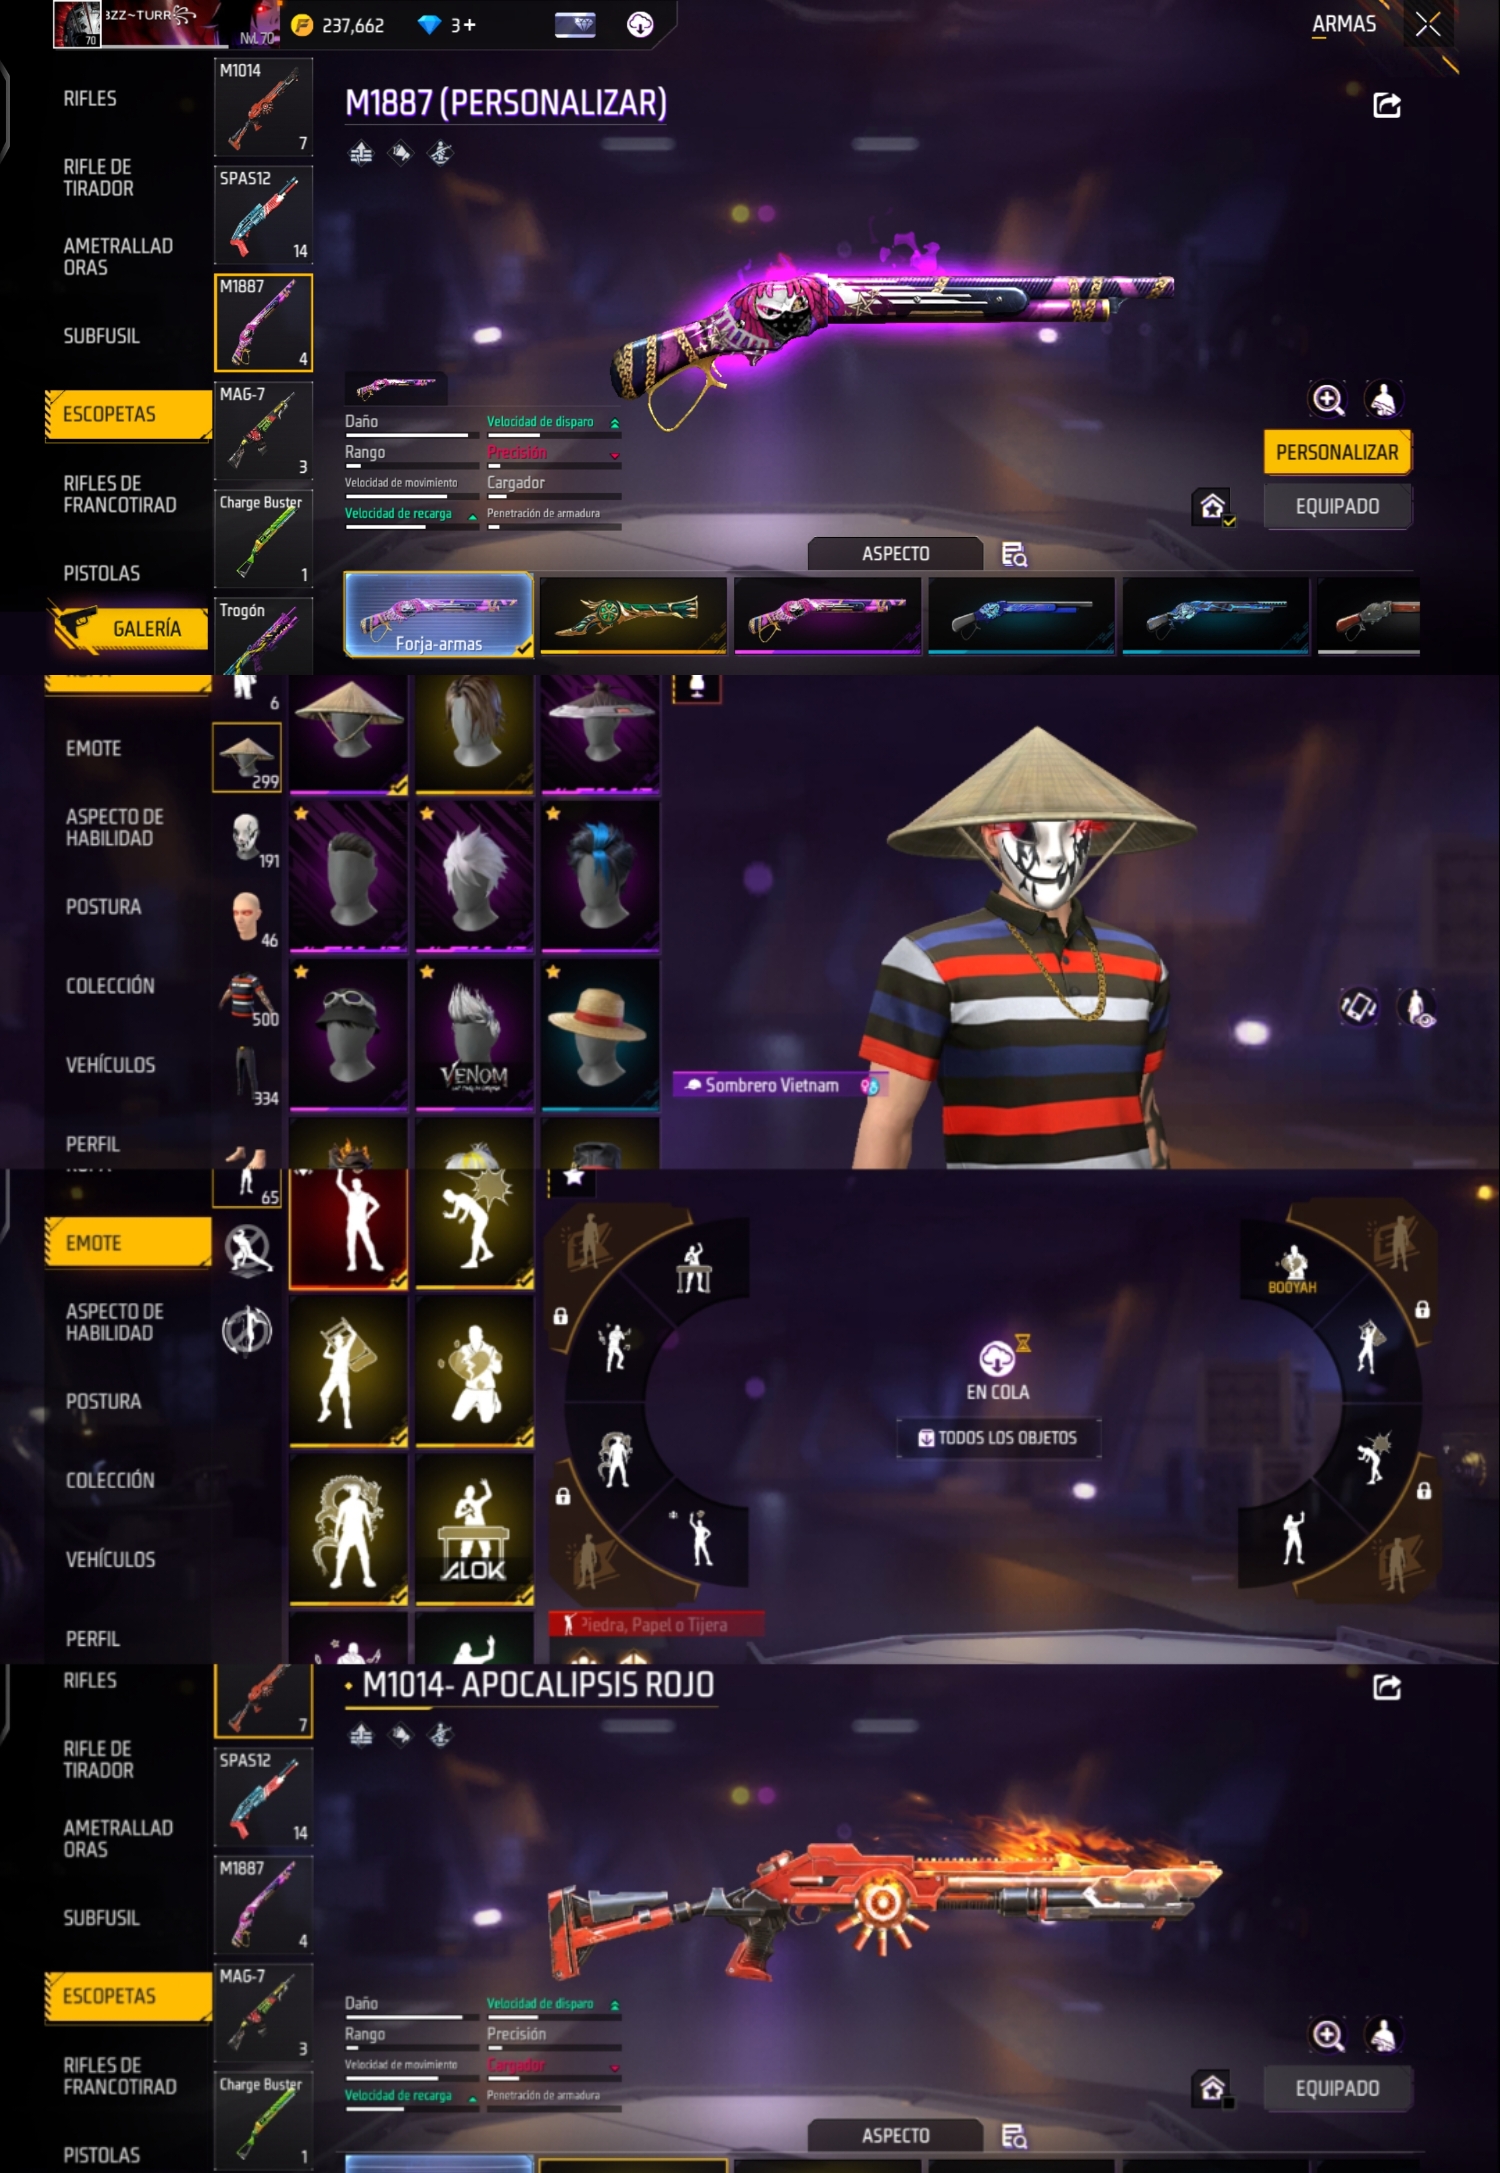 3ZZ~TURR
70
Nvl. 70
237,662
3+
ARMAS
RIFLES
RIFLE DE
TIRADOR
AMETRALLAD
ORAS
SUBFUSIL
ESCOPETAS
RIFLES DE
FRANCOTIRAD
PISTOLAS
GALERÍA
M1014
7
SPAS12
14
M1887
4
MAG-7
3
Charge Buster
1
Trogón
M1887 (PERSONALIZAR)
Daño
Velocidad de disparo
Rango
Precisión
Velocidad de movimiento
Cargador
Velocidad de recarga
Penetración de armadura
PERSONALIZAR
EQUIPADO
ASPECTO
Forja-armas
EMOTE
ASPECTO DE
HABILIDAD
POSTURA
COLECCIÓN
VEHÍCULOS
PERFIL
6
299
191
46
500
334
VENOM
Sombrero Vietnam
65
EMOTE
ASPECTO DE
HABILIDAD
POSTURA
COLECCIÓN
VEHÍCULOS
PERFIL
ALOK
BOOYAH
EN COLA
TODOS LOS OBJETOS
Piedra, Papel o Tijera
RIFLES
RIFLE DE
TIRADOR
AMETRALLAD
ORAS
SUBFUSIL
ESCOPETAS
RIFLES DE
FRANCOTIRAD
PISTOLAS
7
SPAS12
14
M1887
4
MAG-7
3
Charge Buster
1
M1014- APOCALIPSIS ROJO
Daño
Velocidad de disparo
Rango
Precisión
Velocidad de movimiento
Cargador
Velocidad de recarga
Penetración de armadura
EQUIPADO
ASPECTO